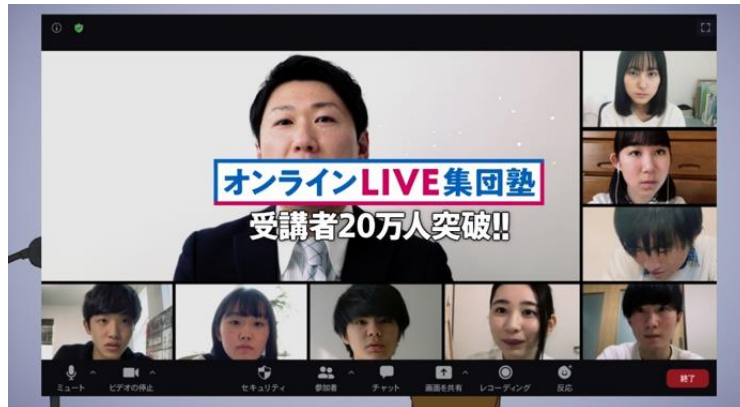 オンラインLIVE集団塾
受講者20万人突破!!
ミュート
ビデオの停止
セキュリティ
参加者
チャット
画面を共有
レコーディング
反応
終了